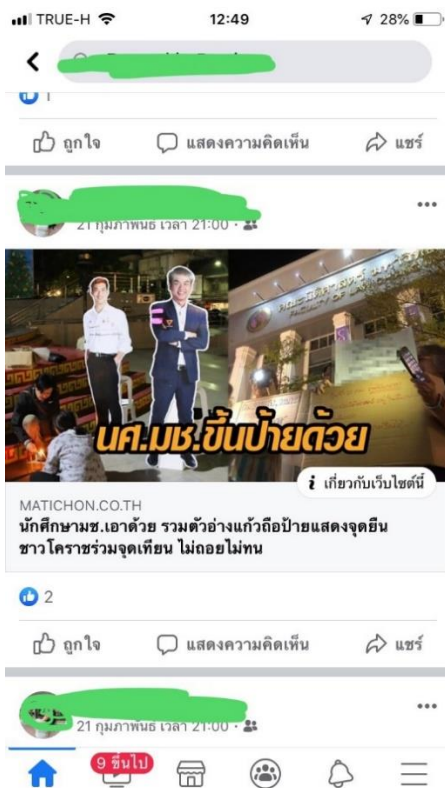 TRUE-H
12:49
28%
1
ถูกใจ
แสดงความคิดเห็น
แชร์
21 กุมภาพันธ์ เวลา 21:00 ·
FACULTY OF LAW
นศ.มช.ขึ้นป้ายด้วย
i เกี่ยวกับเว็บไซต์นี้
MATICHON.CO.TH
นักศึกษามช.เอาด้วย รวมตัวอ่างแก้วถือป้ายแสดงจุดยืน
ชาวโคราชร่วมจุดเทียน ไม่ถอยไม่ทน
2
ถูกใจ
แสดงความคิดเห็น
แชร์
21 กุมภาพันธ์ เวลา 21:00 ·
9 ขึ้นไป